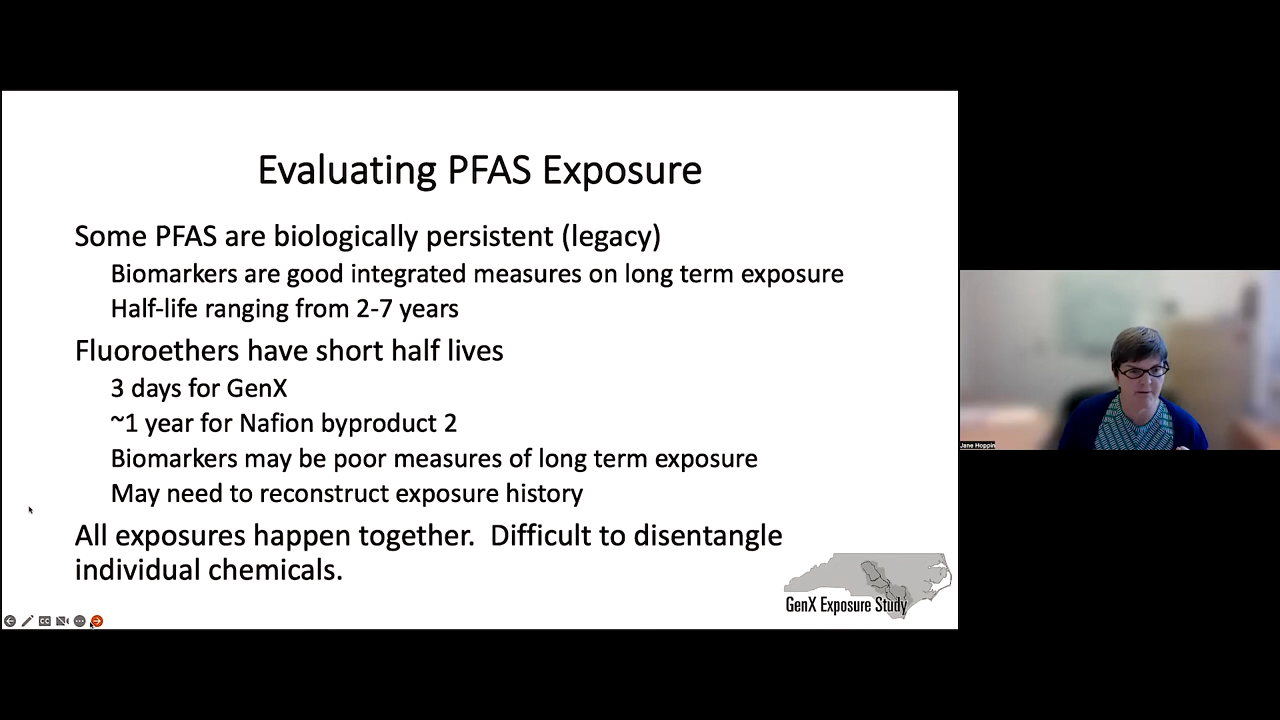 Evaluating PFAS Exposure
Some PFAS are biologically persistent (legacy)
Biomarkers are good integrated measures on long term exposure
Half-life ranging from 2-7 years
Fluoroethers have short half lives
3 days for GenX
~1 year for Nafion byproduct 2
Biomarkers may be poor measures of long term exposure
May need to reconstruct exposure history
All exposures happen together.  Difficult to disentangle
individual chemicals.
GenX Exposure Study
CC
Jane Hoppin